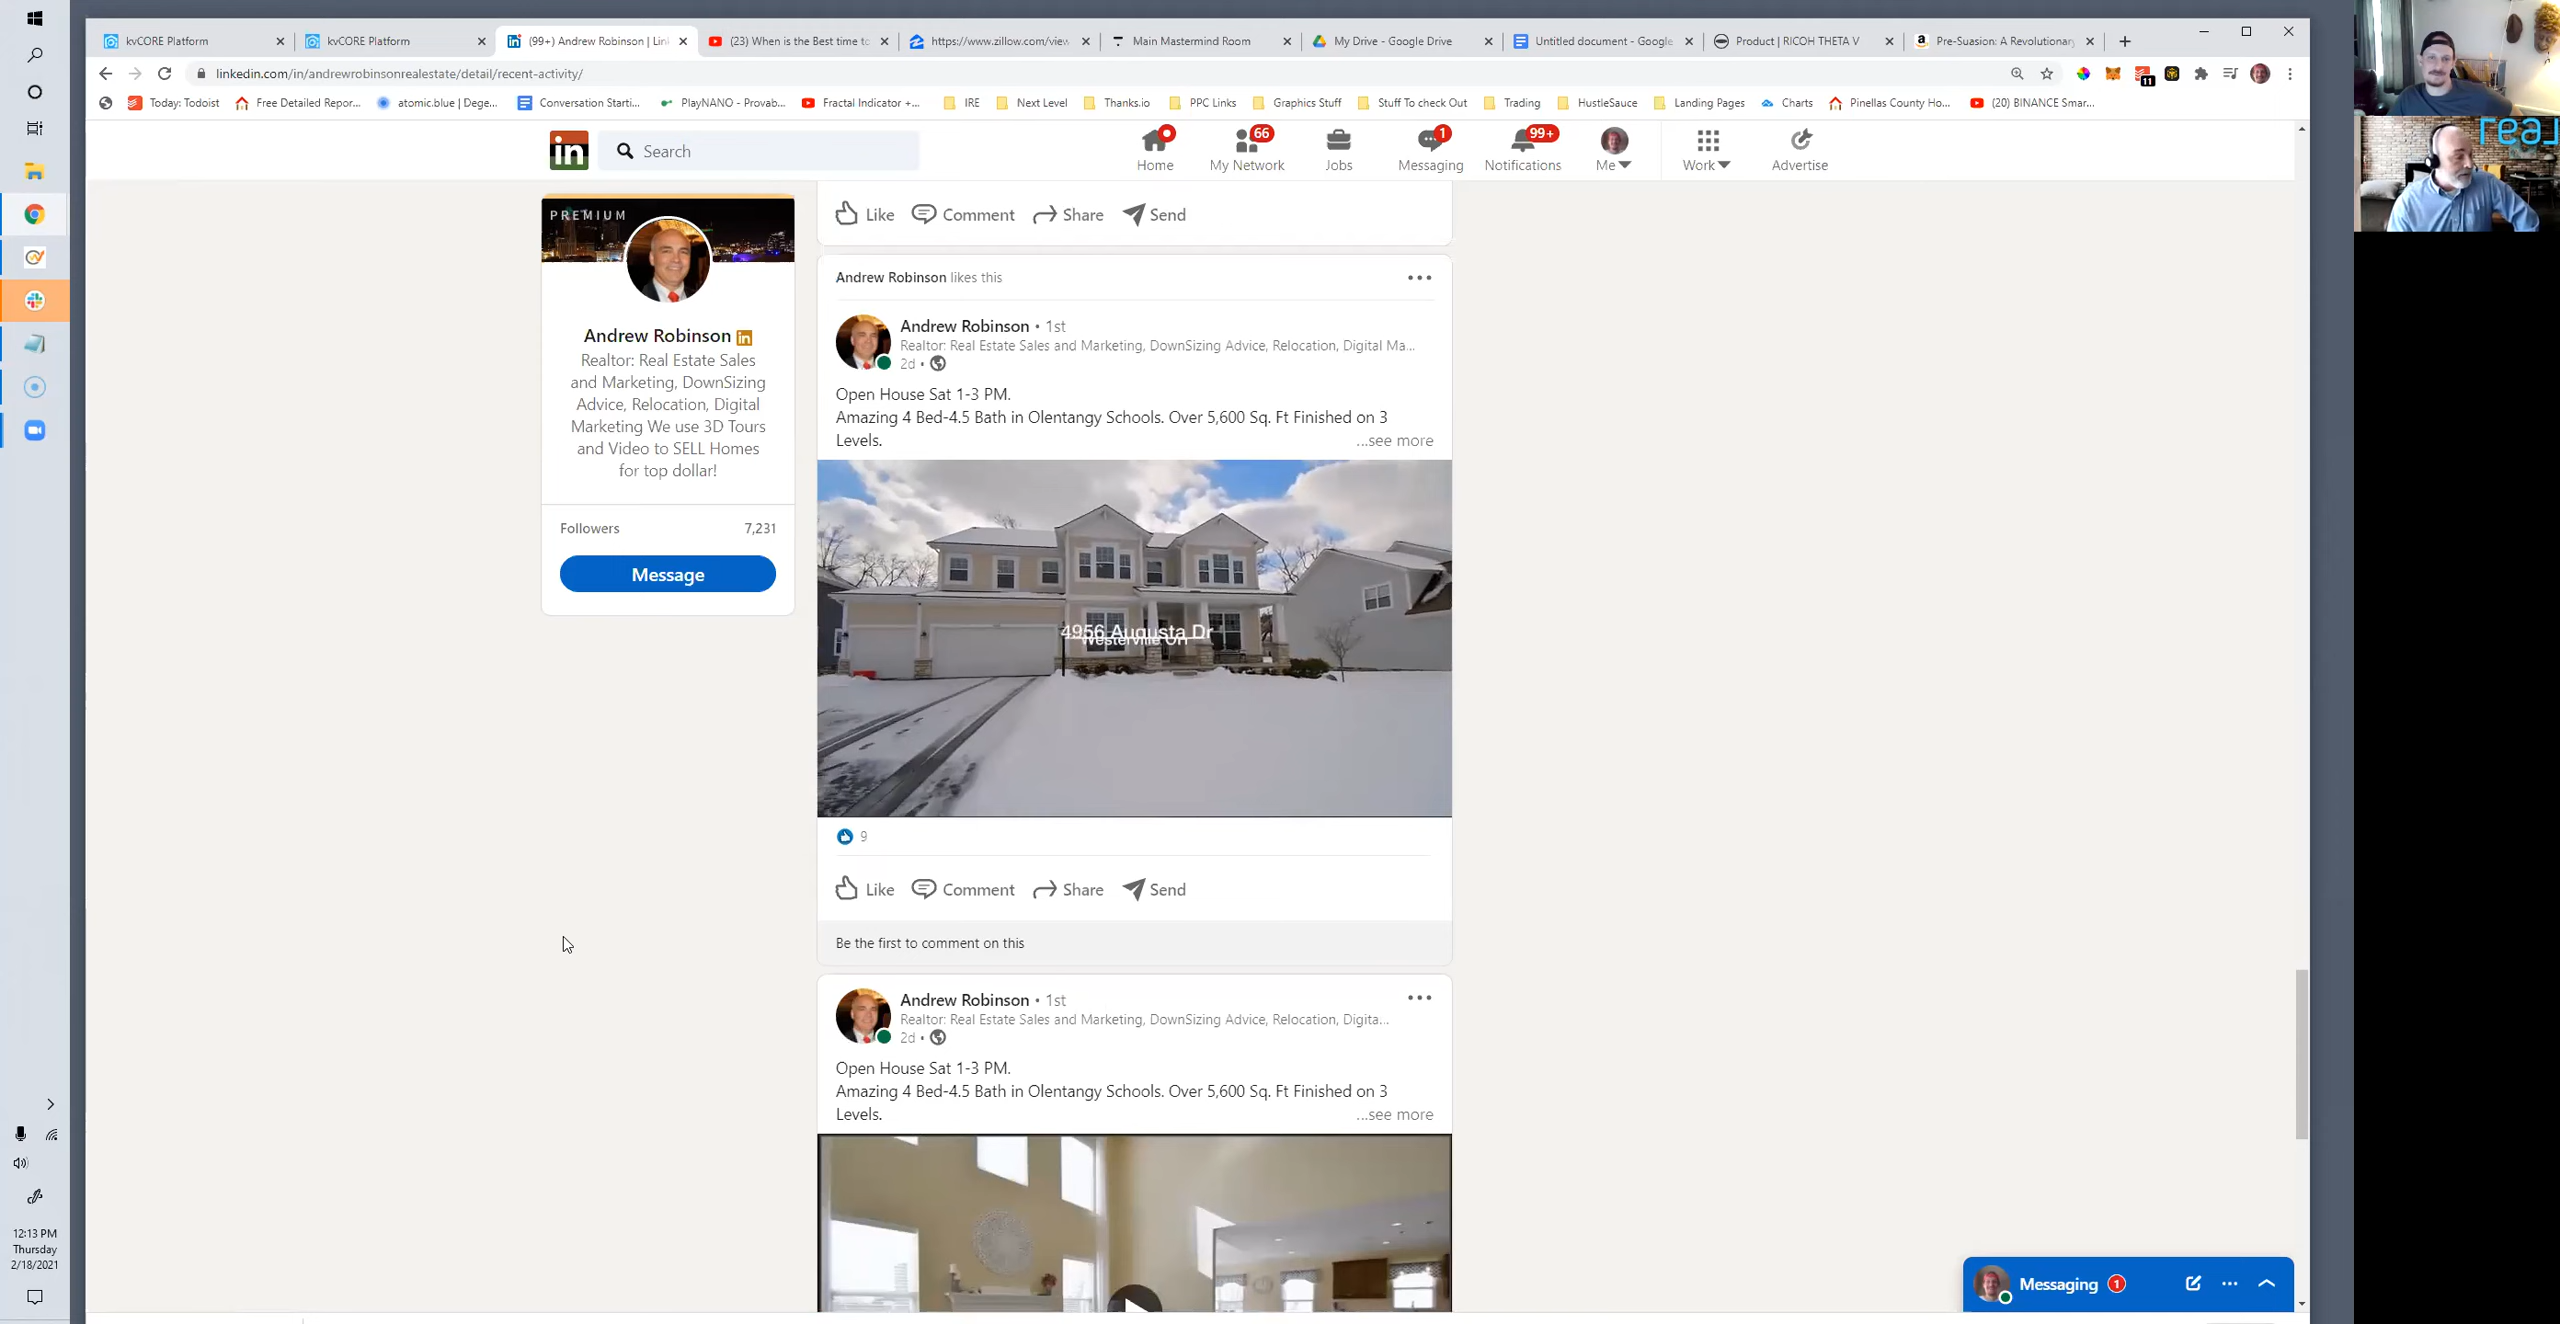 kvCORE Platform
kvCORE Platform
(99+) Andrew Robinson | Lin
(23) When is the Best time to
https://www.zillow.com/view
Main Mastermind Room
My Drive - Google Drive
Untitled document - Google
Product | RICOH THETA V
Pre-Suasion: A Revolutionary
linkedin.com/in/andrewrobinsonrealestate/detail/recent-activity/
11
Today: Todoist
Free Detailed Repor...
atomic.blue | Dege...
Conversation Starti...
PlayNANO - Provab...
Fractal Indicator +...
IRE
Next Level
Thanks.io
PPC Links
Graphics Stuff
Stuff To check Out
Trading
HustleSauce
Landing Pages
Charts
Pinellas County Ho...
(20) BINANCE Smar...
in
Search
Home
66
My Network
Jobs
1
Messaging
99+
Notifications
Me
Work
Advertise
PREMIUM
Andrew Robinson in
Realtor: Real Estate Sales
and Marketing, DownSizing
Advice, Relocation, Digital
Marketing We use 3D Tours
and Video to SELL Homes
for top dollar!
Followers 7,231
Message
Like Comment Share Send
Andrew Robinson likes this
Andrew Robinson • 1st
Realtor: Real Estate Sales and Marketing, DownSizing Advice, Relocation, Digital Ma...
2d •
Open House Sat 1-3 PM.
Amazing 4 Bed-4.5 Bath in Olentangy Schools. Over 5,600 Sq. Ft Finished on 3
Levels.
...see more
4956 Augusta Dr
Westerville OH
9
Like Comment Share Send
Be the first to comment on this
Andrew Robinson • 1st
Realtor: Real Estate Sales and Marketing, DownSizing Advice, Relocation, Digita...
2d •
Open House Sat 1-3 PM.
Amazing 4 Bed-4.5 Bath in Olentangy Schools. Over 5,600 Sq. Ft Finished on 3
Levels.
...see more
Messaging 1
12:13 PM
Thursday
2/18/2021
real